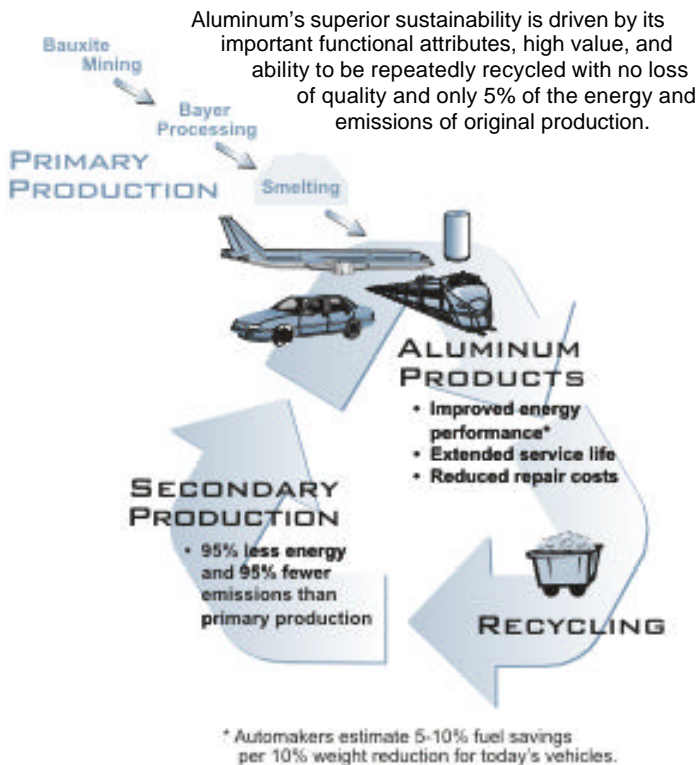 Aluminum's superior sustainability is driven by its
important functional attributes, high value, and
ability to be repeatedly recycled with no loss
of quality and only 5% of the energy and
emissions of original production.
Bauxite
Mining
Bayer
Processing
PRIMARY
PRODUCTION
Smelting
ALUMINUM
PRODUCTS
• Improved energy
performance*
• Extended service life
• Reduced repair costs
SECONDARY
PRODUCTION
• 95% less energy
and 95% fewer
emissions than
primary production
RECYCLING
* Automakers estimate 5-10% fuel savings
per 10% weight reduction for today's vehicles.